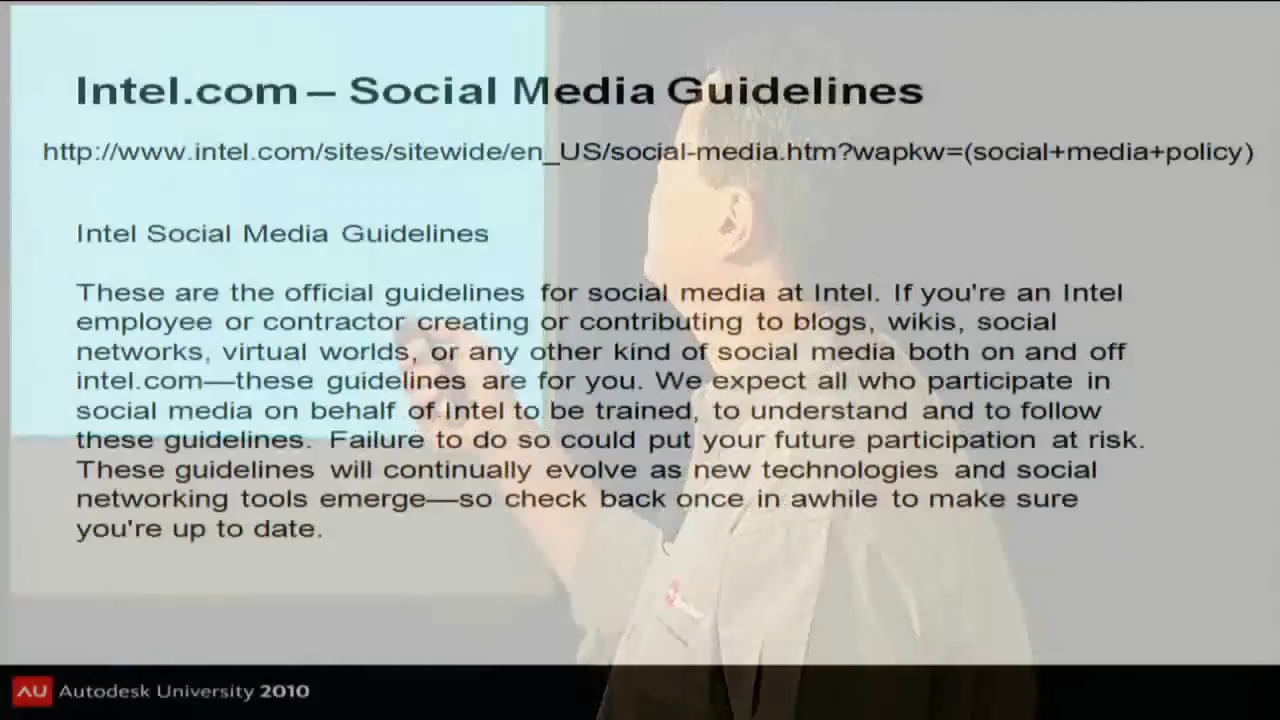 Intel.com – Social Media Guidelines
http://www.intel.com/sites/sitewide/en_US/social-media.htm?wapkw=(social+media+policy)
Intel Social Media Guidelines
These are the official guidelines for social media at Intel. If you're an Intel
employee or contractor creating or contributing to blogs, wikis, social
networks, virtual worlds, or any other kind of social media both on and off
intel.com—these guidelines are for you. We expect all who participate in
social media on behalf of Intel to be trained, to understand and to follow
these guidelines. Failure to do so could put your future participation at risk.
These guidelines will continually evolve as new technologies and social
networking tools emerge—so check back once in awhile to make sure
you're up to date.
AU Autodesk University 2010